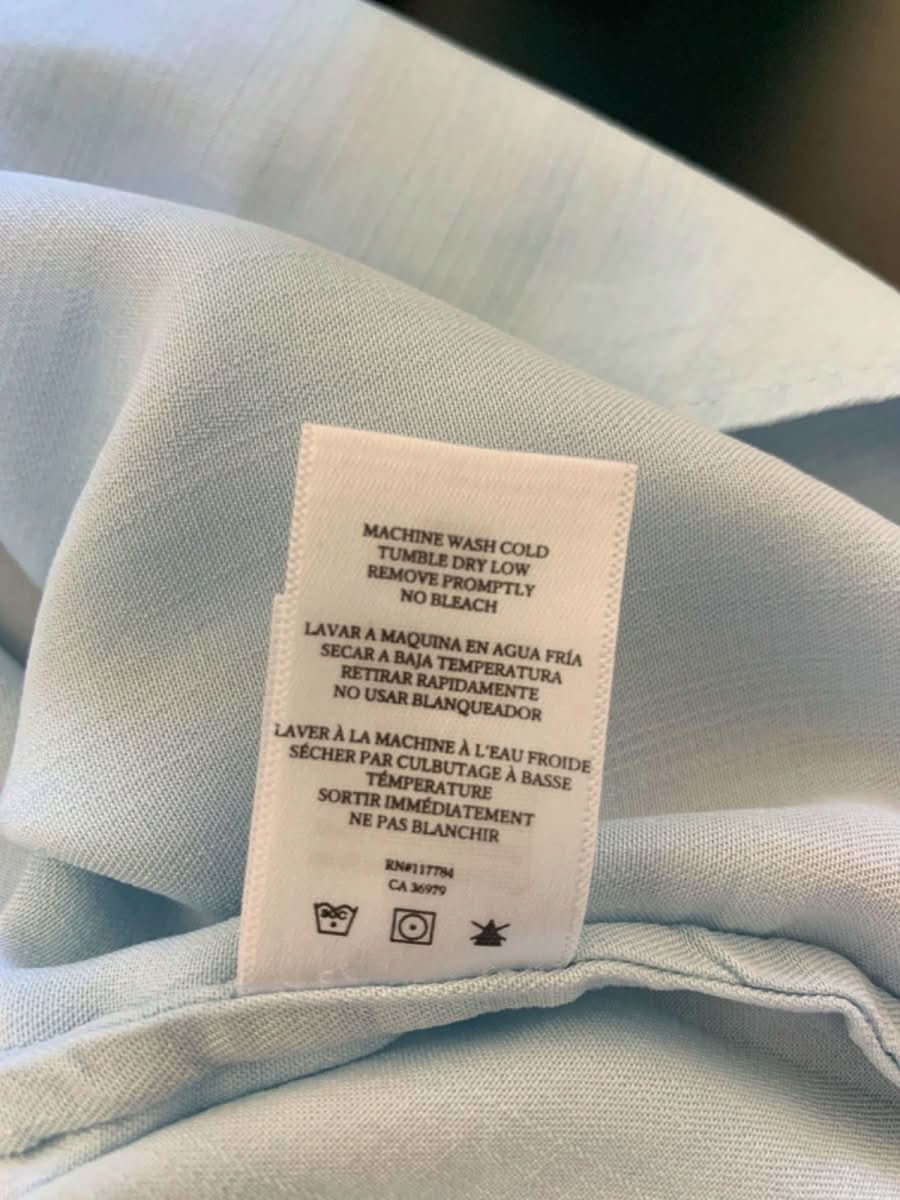 MACHINE WASH COLD
TUMBLE DRY LOW
REMOVE PROMPTLY
NO BLEACH
LAVAR A MAQUINA EN AGUA FRÍA
SECAR A BAJA TEMPERATURA
RETIRAR RAPIDAMENTE
NO USAR BLANQUEADOR
LAVER À LA MACHINE À L'EAU FROIDE
SÉCHER PAR CULBUTAGE À BASSE
TÉMPERATURE
SORTIR IMMÉDIATEMENT
NE PAS BLANCHIR
RN#117784
CA 36979
30C